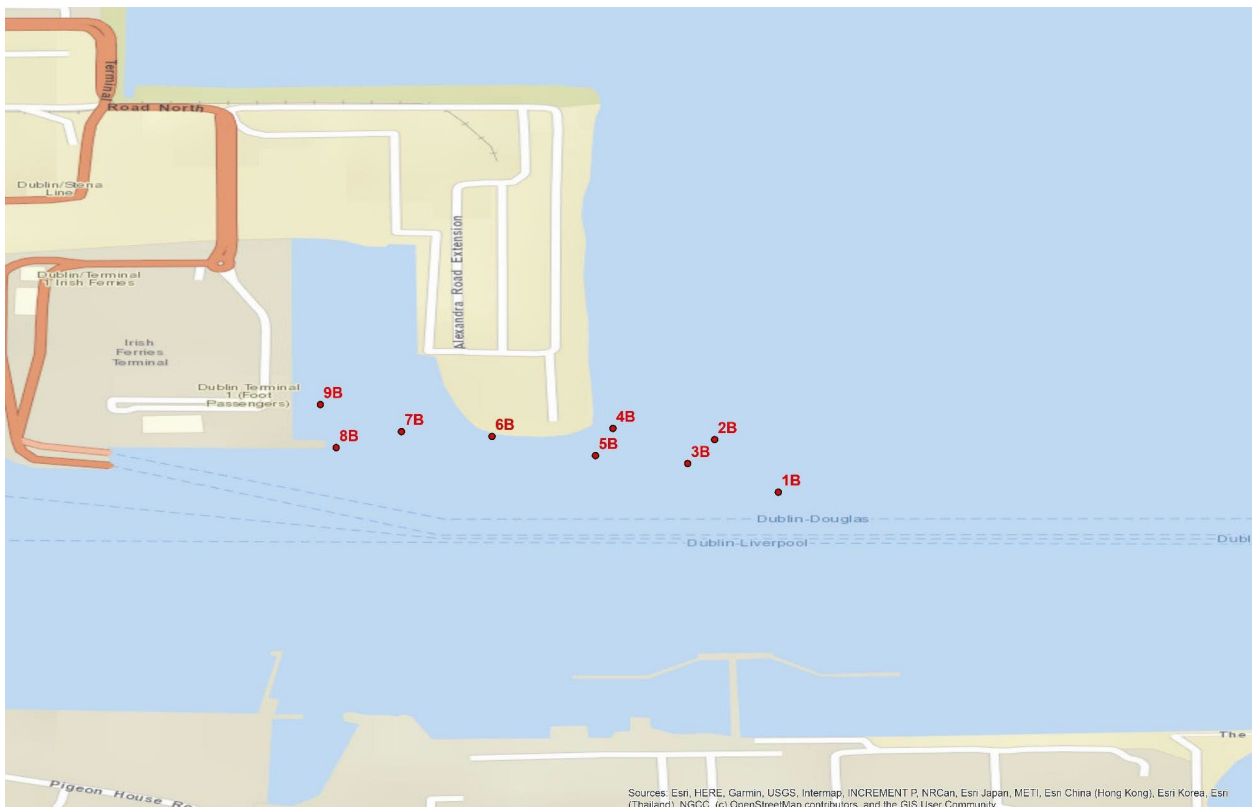 Terminal
Road North
Dublin/Stena
Line
Dublin/Terminal
1 Irish Ferries
Alexandra Road Extension
Irish
Ferries
Terminal
Dublin Terminal
1 (Foot
Passengers)
9B
8B
7B
6B
5B
4B
3B
2B
1B
Dublin-Douglas
Dublin-Liverpool
Dubl
The
Pigeon House Ro
Sources: Esri, HERE, Garmin, USGS, Intermap, INCREMENT P, NRCan, Esri Japan, METI, Esri China (Hong Kong), Esri Korea, Esri
(Thailand), NGCC, (c) OpenStreetMap contributors, and the GIS User Community